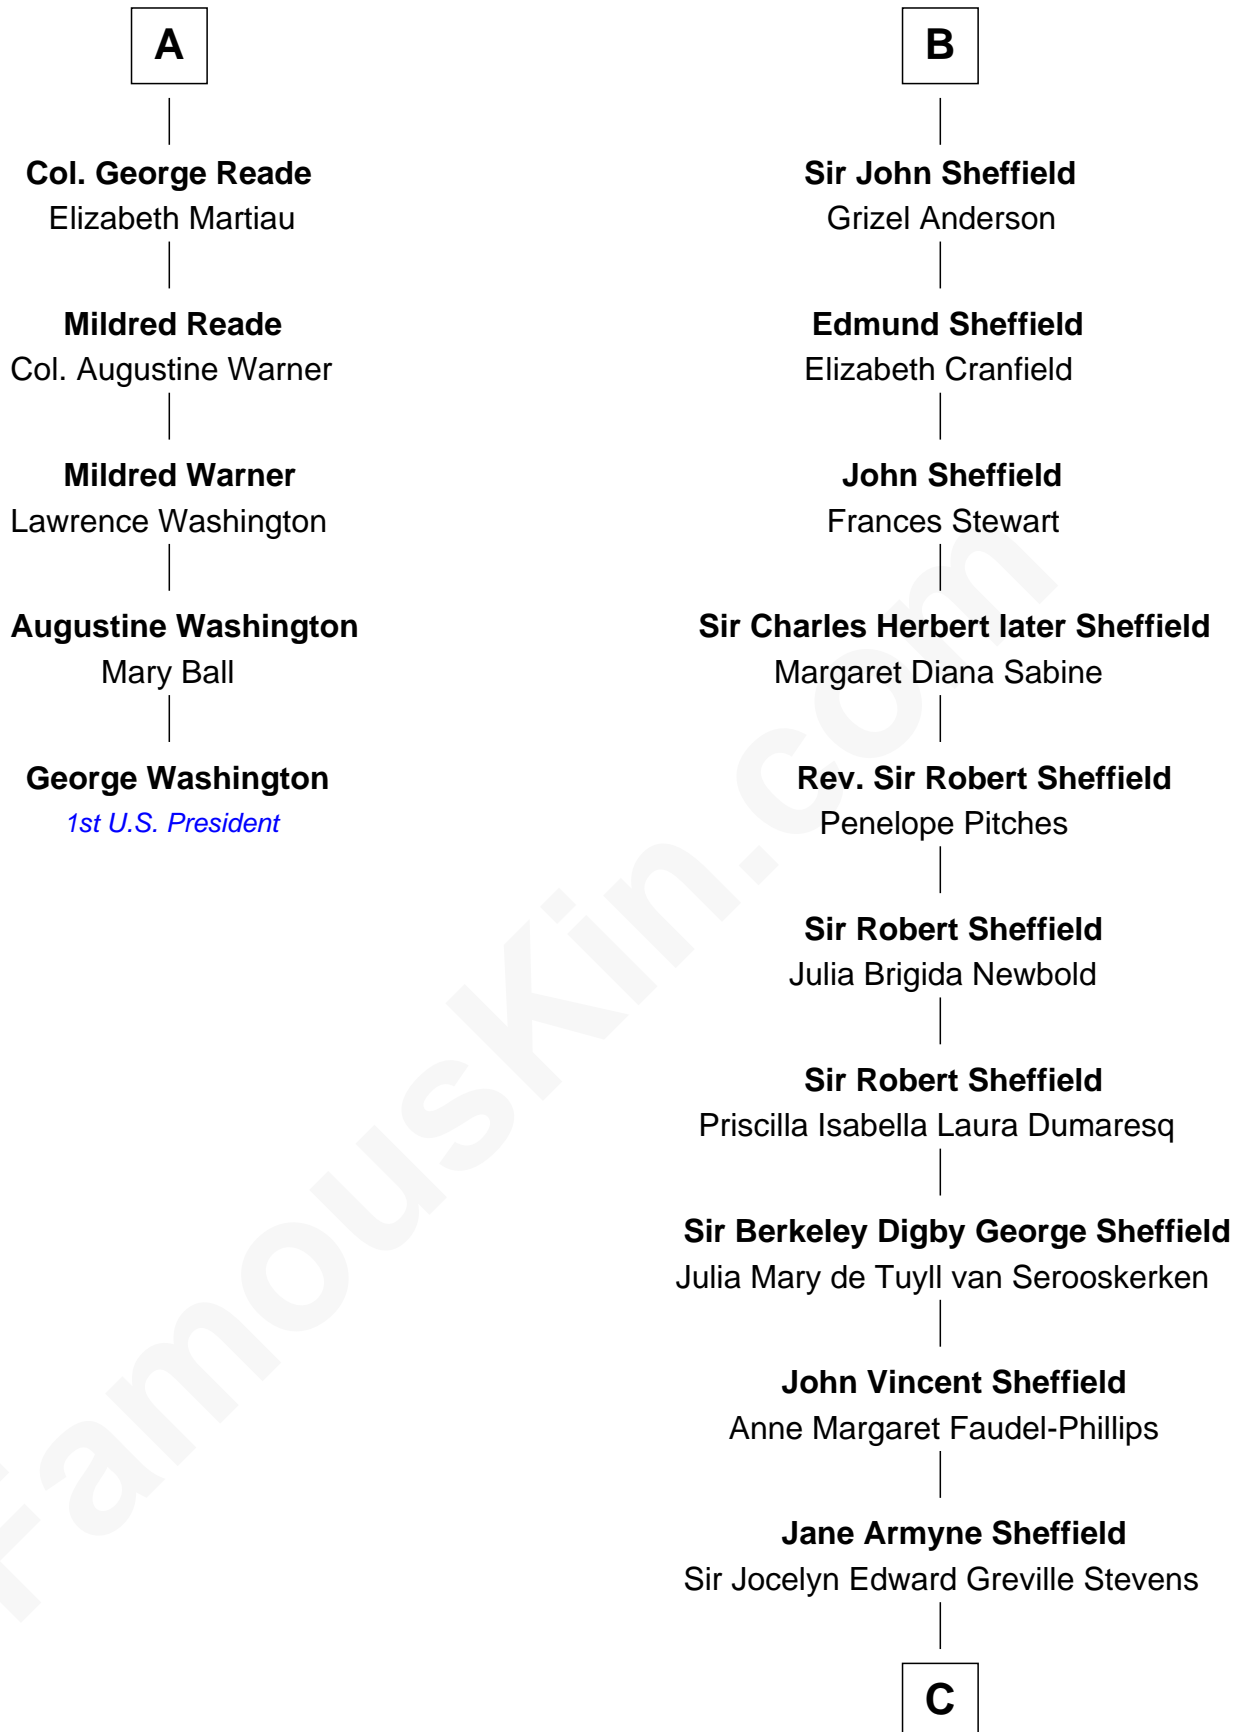 A
Col. George Reade
Elizabeth Martiau
Mildred Reade
Col. Augustine Warner
Mildred Warner
Lawrence Washington
Augustine Washington
Mary Ball
George Washington
1st U.S. President
B
Sir John Sheffield
Grizel Anderson
Edmund Sheffield
Elizabeth Cranfield
John Sheffield
Frances Stewart
Sir Charles Herbert later Sheffield
Margaret Diana Sabine
Rev. Sir Robert Sheffield
Penelope Pitches
Sir Robert Sheffield
Julia Brigida Newbold
Sir Robert Sheffield
Priscilla Isabella Laura Dumaresq
Sir Berkeley Digby George Sheffield
Julia Mary de Tuyll van Serooskerken
John Vincent Sheffield
Anne Margaret Faudel-Phillips
Jane Armyne Sheffield
Sir Jocelyn Edward Greville Stevens
C
FamousKin.com